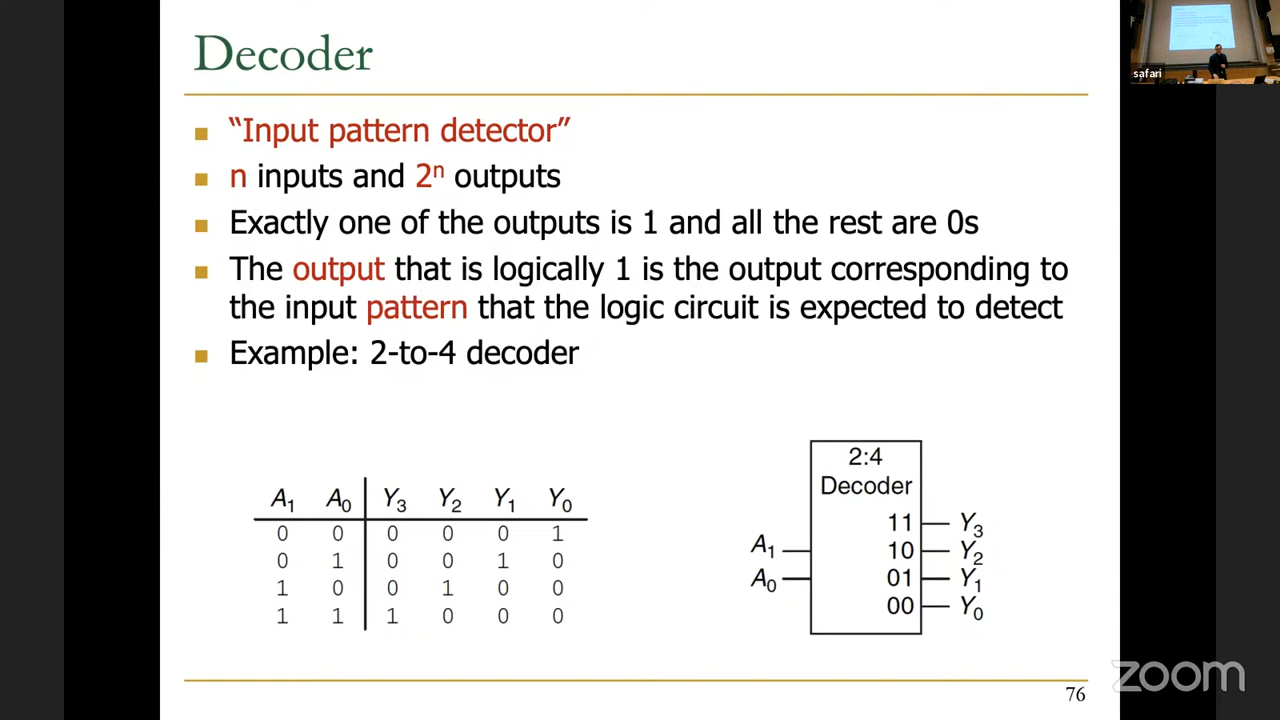 Decoder
safari
“Input pattern detector”
n inputs and 2ⁿ outputs
Exactly one of the outputs is 1 and all the rest are 0s
The output that is logically 1 is the output corresponding to
the input pattern that the logic circuit is expected to detect
Example: 2-to-4 decoder
A₁ A₀ Y₃ Y₂ Y₁ Y₀
0 0 0 0 0 1
0 1 0 0 1 0
1 0 0 1 0 0
1 1 1 0 0 0
2:4
Decoder
11 Y₃
A₁ 10 Y₂
A₀ 01 Y₁
00 Y₀
76
zoom